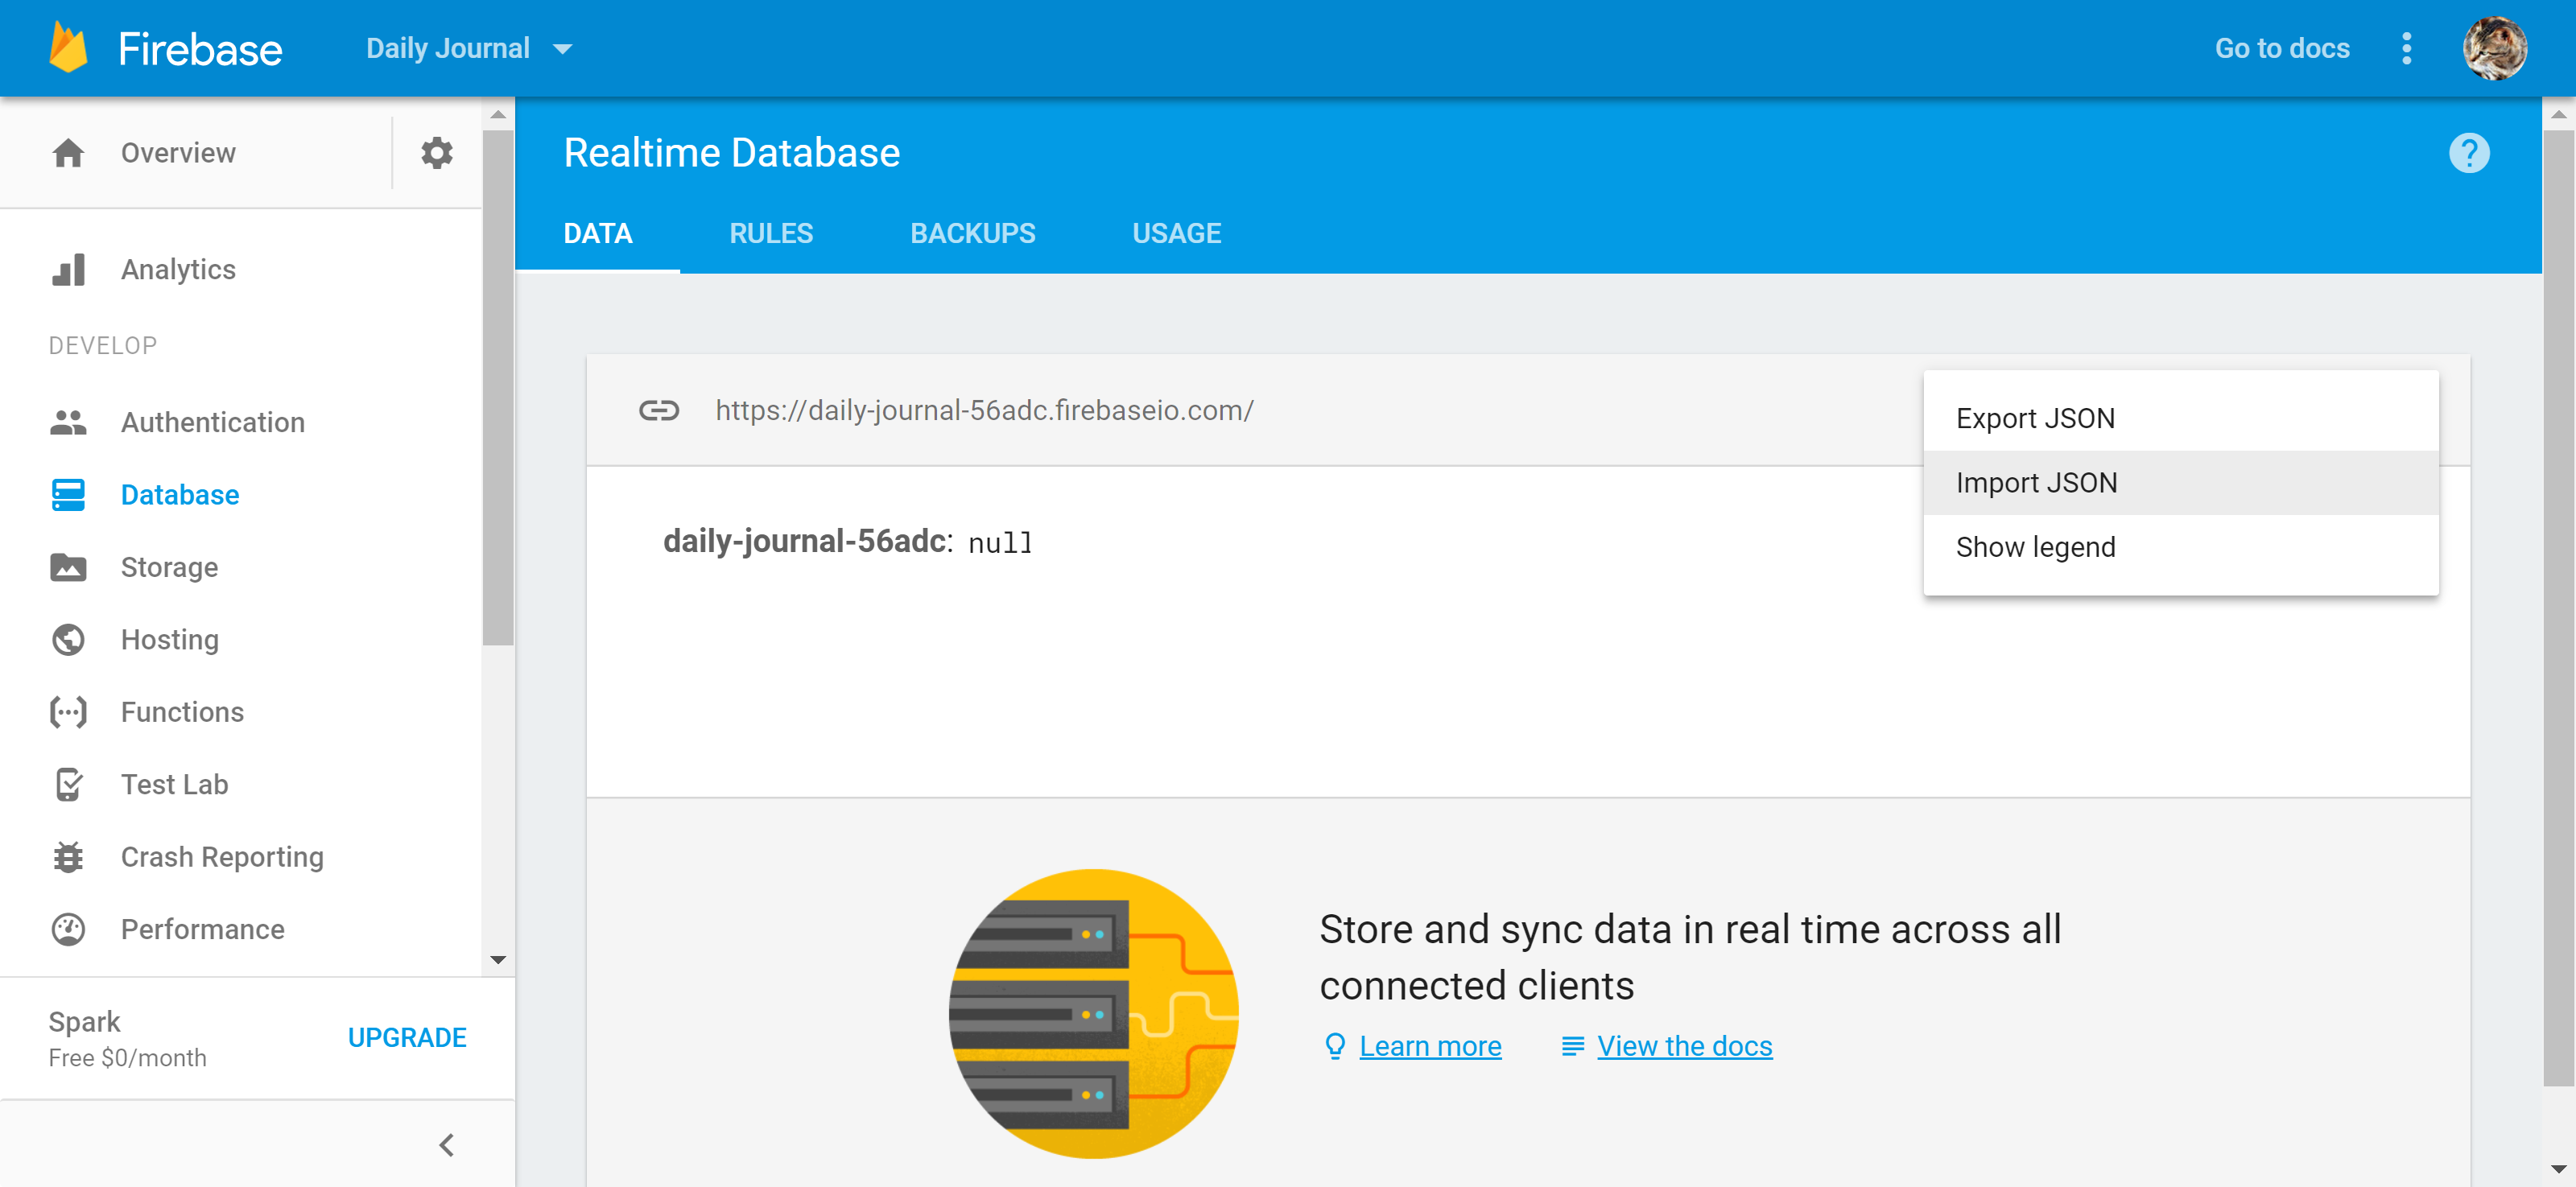 Firebase
Daily Journal
Go to docs
Overview
Realtime Database
DATA
RULES
BACKUPS
USAGE
Analytics
DEVELOP
Authentication
Database
Storage
Hosting
Functions
Test Lab
Crash Reporting
Performance
Spark
Free $0/month
UPGRADE
https://daily-journal-56adc.firebaseio.com/
Export JSON
Import JSON
Show legend
daily-journal-56adc: null
Store and sync data in real time across all
connected clients
Learn more
View the docs